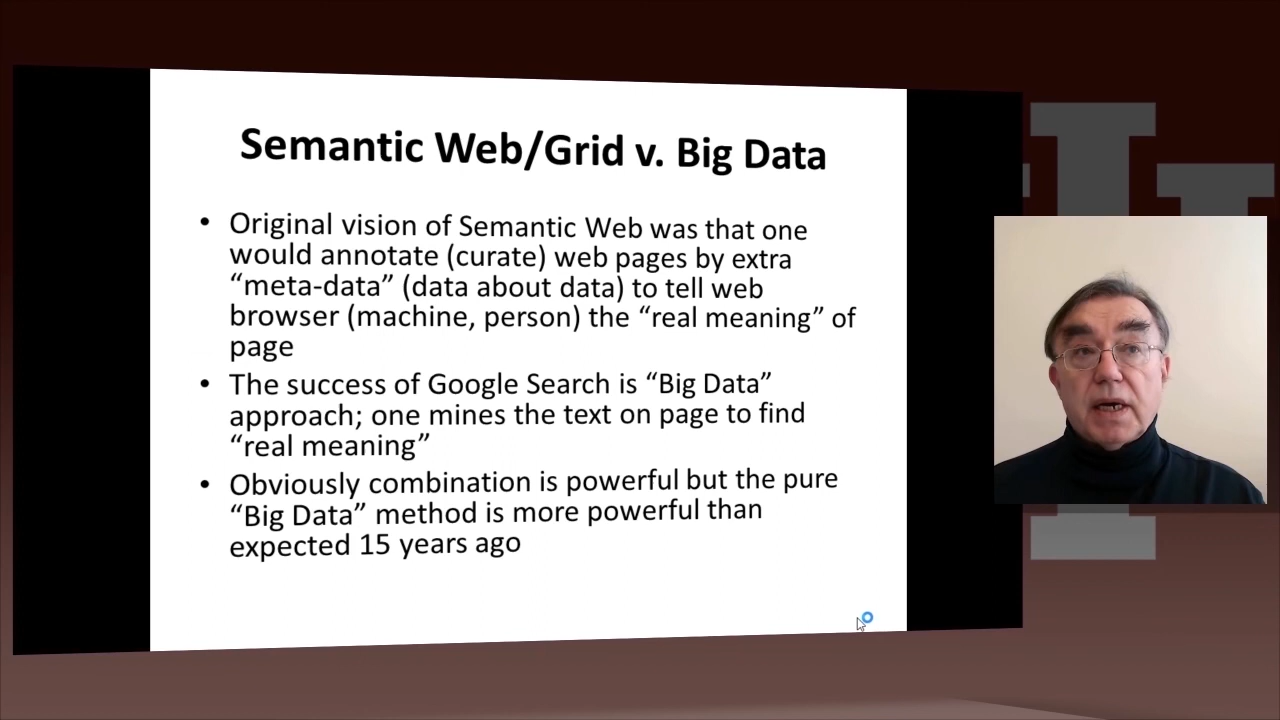 Semantic Web/Grid v. Big Data
• Original vision of Semantic Web was that one
would annotate (curate) web pages by extra
“meta-data” (data about data) to tell web
browser (machine, person) the “real meaning” of
page
• The success of Google Search is “Big Data”
approach; one mines the text on page to find
“real meaning”
• Obviously combination is powerful but the pure
“Big Data” method is more powerful than
expected 15 years ago